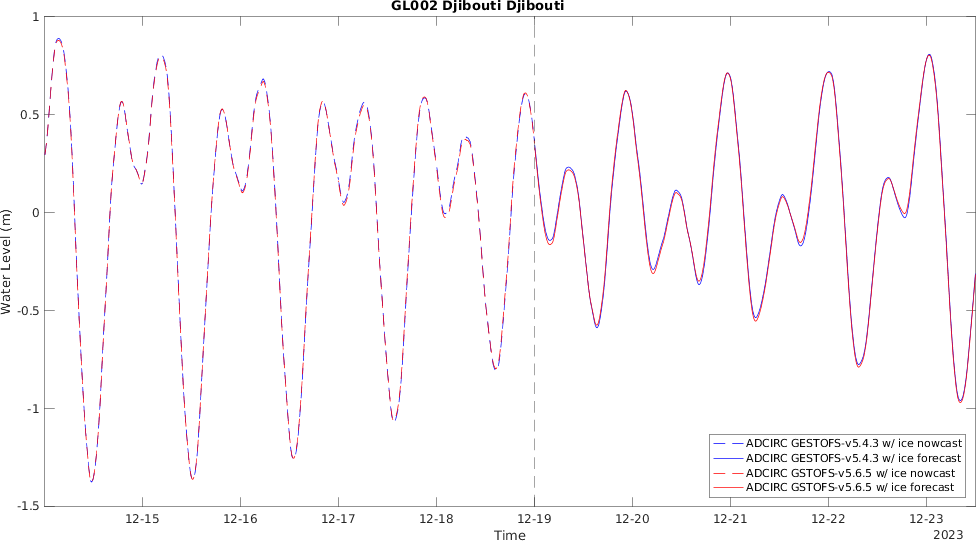 GL002 Djibouti Djibouti
1
0.5
0
-0.5
-1
-1.5
Water Level (m)
12-15 12-16 12-17 12-18 12-19 12-20 12-21 12-22 12-23
Time
2023
ADCIRC GESTOFS-v5.4.3 w/ ice nowcast
ADCIRC GESTOFS-v5.4.3 w/ ice forecast
ADCIRC GSTOFS-v5.6.5 w/ ice nowcast
ADCIRC GSTOFS-v5.6.5 w/ ice forecast